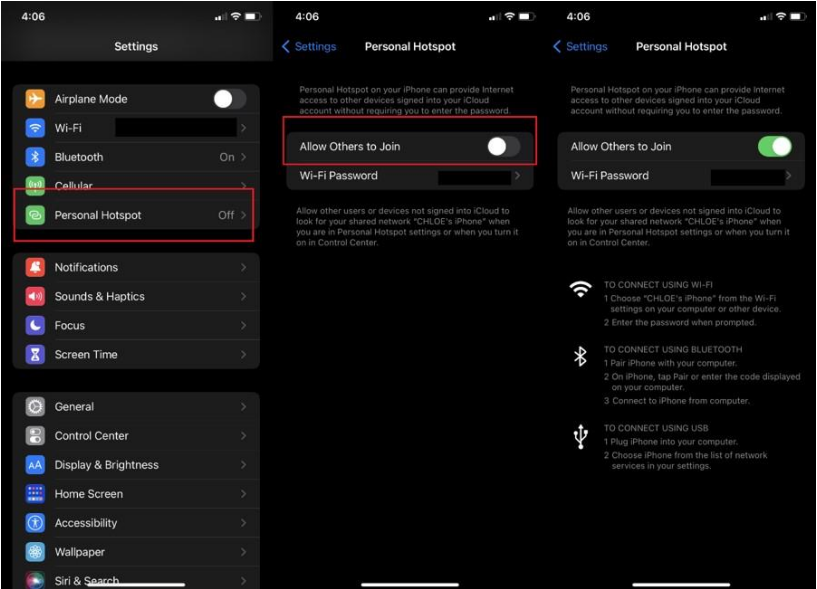 4:06
Settings
Airplane Mode
Wi-Fi
Bluetooth On
Cellular
Personal Hotspot Off
Notifications
Sounds & Haptics
Focus
Screen Time
General
Control Center
AA Display & Brightness
Home Screen
Accessibility
Wallpaper
Siri & Search
4:06
Settings Personal Hotspot
Personal Hotspot on your iPhone can provide Internet
access to other devices signed into your iCloud
account without requiring you to enter the password.
Allow Others to Join
Wi-Fi Password
Allow other users or devices not signed into iCloud to
look for your shared network “CHLOE's iPhone” when
you are in Personal Hotspot settings or when you turn it
on in Control Center.
4:06
Settings Personal Hotspot
Personal Hotspot on your iPhone can provide Internet
access to other devices signed into your iCloud
account without requiring you to enter the password.
Allow Others to Join
Wi-Fi Password
Allow other users or devices not signed into iCloud to
look for your shared network “CHLOE's iPhone” when
you are in Personal Hotspot settings or when you turn it
on in Control Center.
TO CONNECT USING WI-FI
1 Choose “CHLOE's iPhone” from the Wi-Fi
settings on your computer or other device.
2 Enter the password when prompted.
TO CONNECT USING BLUETOOTH
1 Pair iPhone with your computer.
2 On iPhone, tap Pair or enter the code displayed
on your computer.
3 Connect to iPhone from computer.
TO CONNECT USING USB
1 Plug iPhone into your computer.
2 Choose iPhone from the list of network
services in your settings.